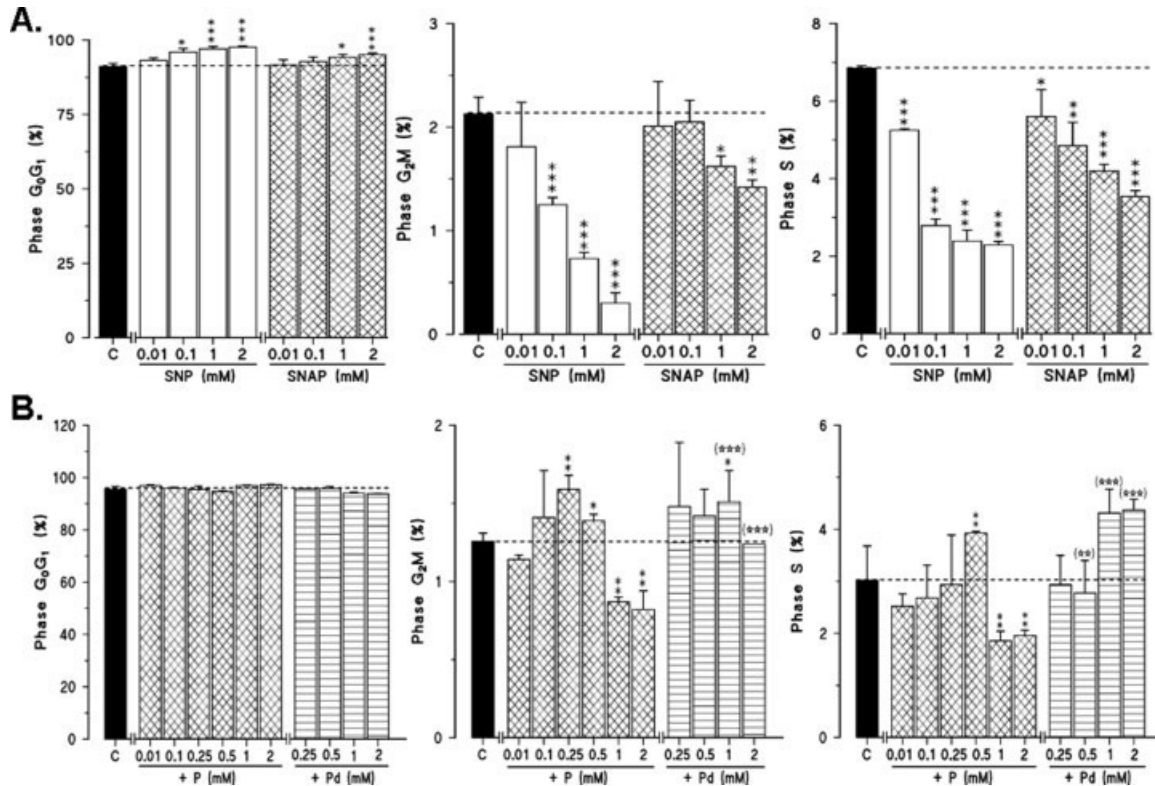 A.
Phase G₀G₁ (%)
100
75
50
25
0
* *** *** * ***
C 0.01 0.1 1 2 0.01 0.1 1 2
SNP (mM) SNAP (mM)
Phase G₂M (%)
3
2
1
0
*** *** *** * **
C 0.01 0.1 1 2 0.01 0.1 1 2
SNP (mM) SNAP (mM)
Phase S (%)
8
6
4
2
0
*** *** *** *** * ** *** ***
C 0.01 0.1 1 2 0.01 0.1 1 2
SNP (mM) SNAP (mM)
B.
Phase G₀G₁ (%)
120
100
80
60
40
20
0
C 0.01 0.1 0.25 0.5 1 2 0.25 0.5 1 2
+ P (mM) + Pd (mM)
Phase G₂M (%)
2
1
0
** * ** ** (***) * (***)
C 0.01 0.1 0.25 0.5 1 2 0.25 0.5 1 2
+ P (mM) + Pd (mM)
Phase S (%)
6
4
2
0
** ** ** (**) (***) (***)
C 0.01 0.1 0.25 0.5 1 2 0.25 0.5 1 2
+ P (mM) + Pd (mM)